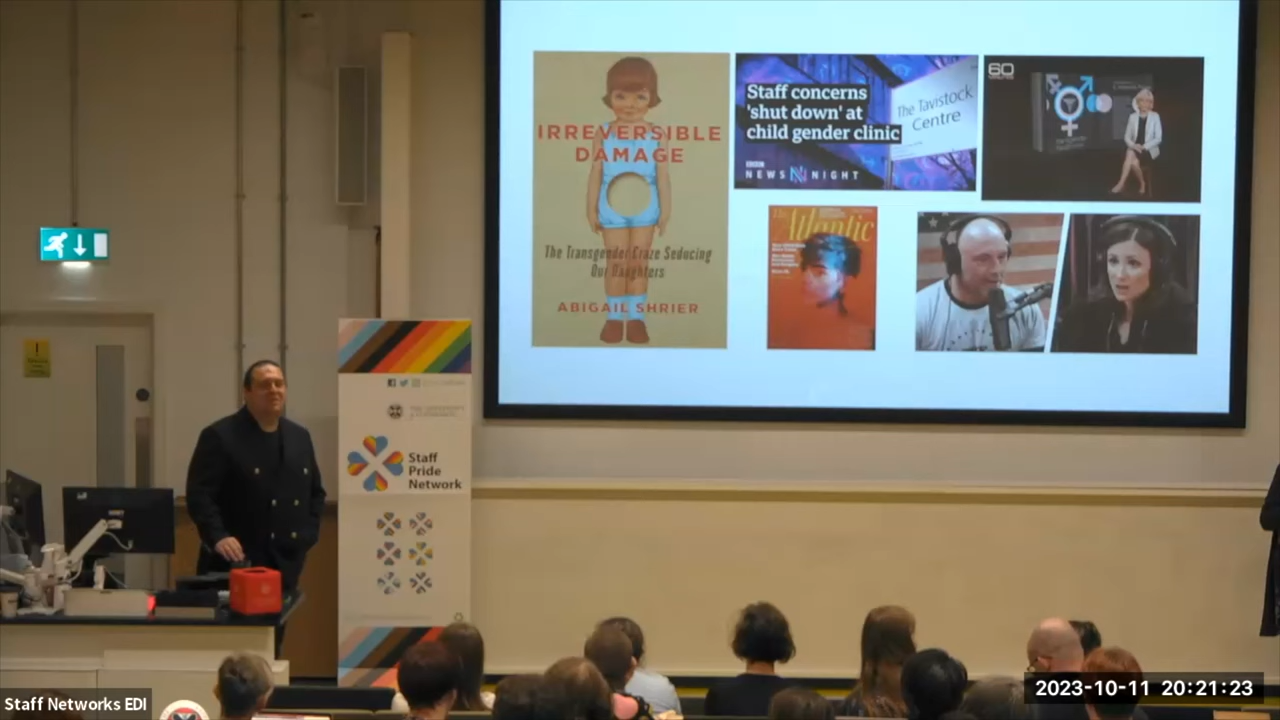 IRREVERSIBLE
DAMAGE
The Transgender Craze Seducing
Our Daughters
ABIGAIL SHRIER
Staff concerns
'shut down' at
child gender clinic
BBC
NEWSNIGHT
The Tavistock
Centre
60
The Atlantic
Staff
Pride
Network
Staff Networks EDI
2023-10-11 20:21:23